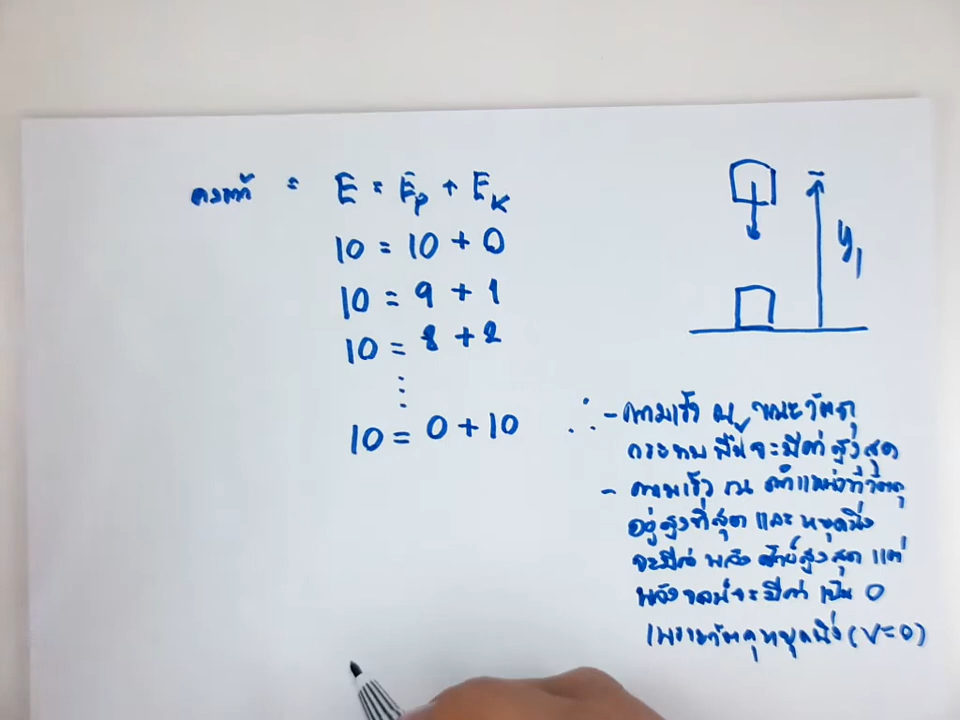 คงที่ = E = Ep + EK
10 = 10 + 0
10 = 9 + 1
10 = 8 + 2
⋮
10 = 0 + 10
y1
∴ - ความเร็ว ณ ขณะวัตถุ
กระทบพื้นจะมีค่าสูงสุด
- ความเร็ว ณ ตำแหน่งที่วัตถุ
อยู่สูงที่สุด และ หยุดนิ่ง
จะมีค่า พลังศักย์สูงสุด แต่
พลังจลน์จะมีค่า เป็น 0
เพราะวัตถุหยุดนิ่ง (V=0)